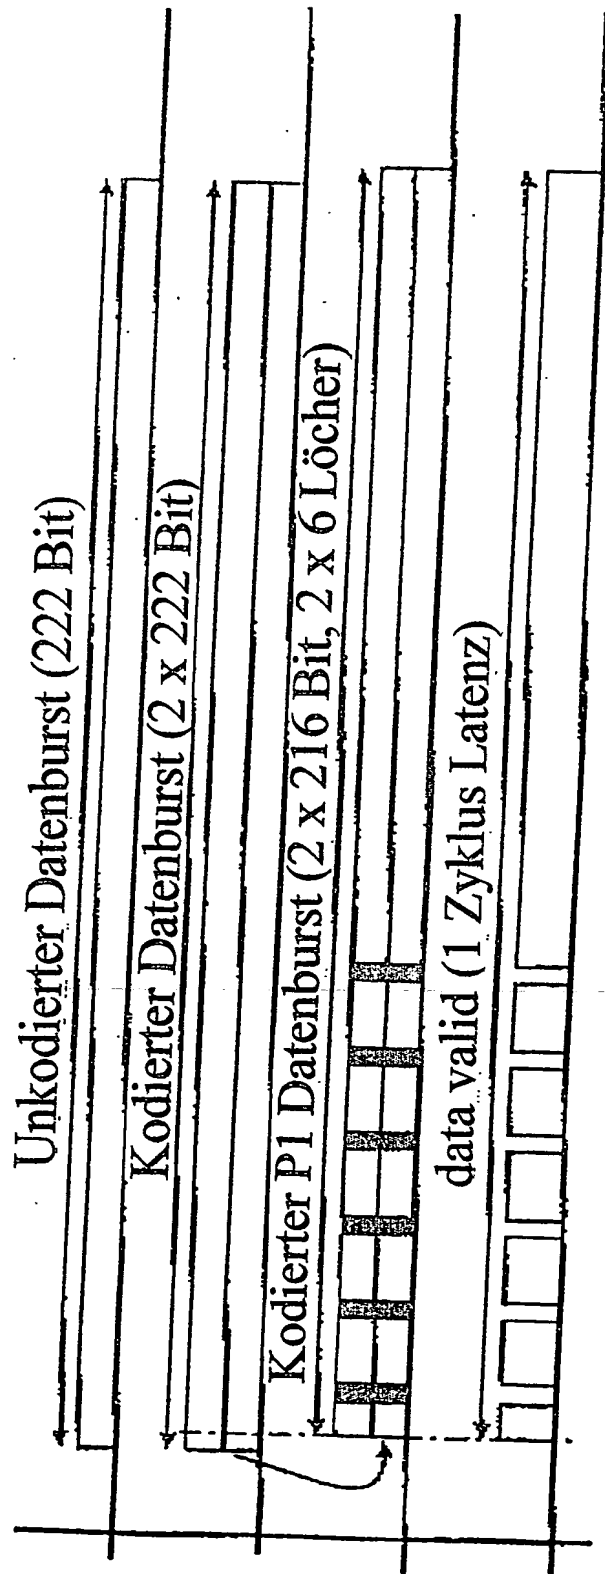 Unkodierter Datenburst (222 Bit)
Kodierter Datenburst (2 x 222 Bit)
Kodierter P1 Datenburst (2 x 216 Bit, 2 x 6 Löcher)
data valid (1 Zyklus Latenz)